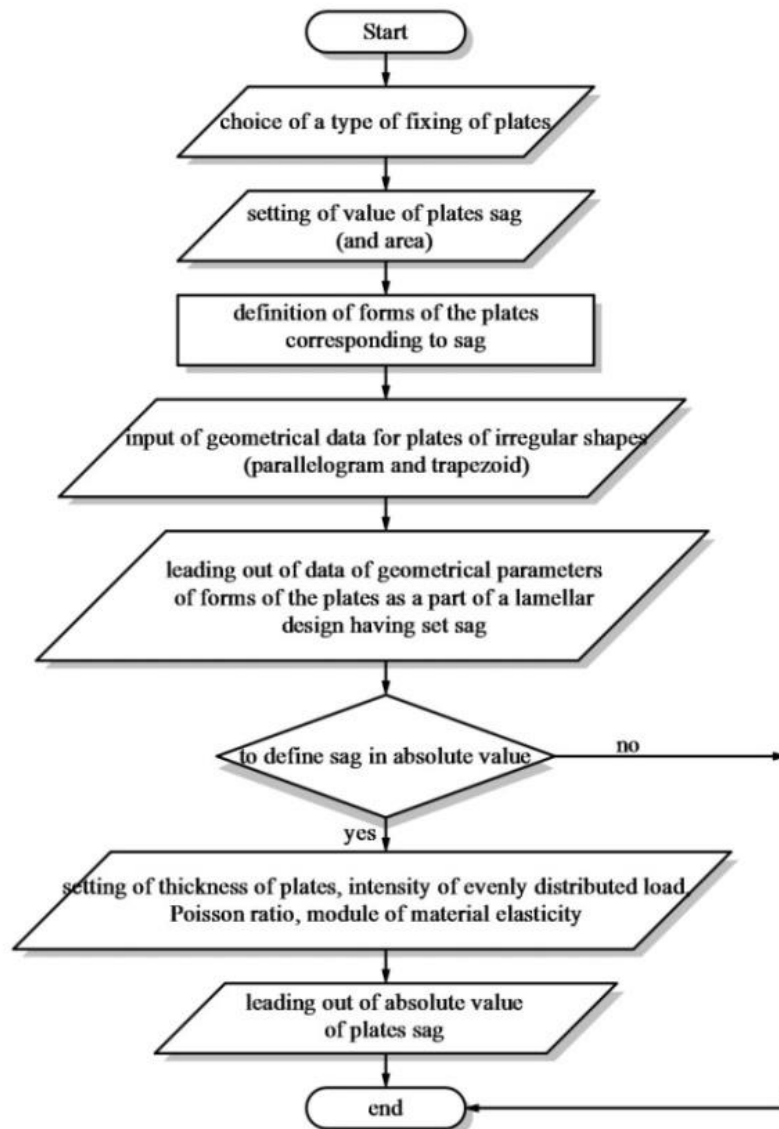 Start
choice of a type of fixing of plates
setting of value of plates sag
(and area)
definition of forms of the plates
corresponding to sag
input of geometrical data for plates of irregular shapes
(parallelogram and trapezoid)
leading out of data of geometrical parameters
of forms of the plates as a part of a lamellar
design having set sag
to define sag in absolute value
no
yes
setting of thickness of plates, intensity of evenly distributed load,
Poisson ratio, module of material elasticity
leading out of absolute value
of plates sag
end